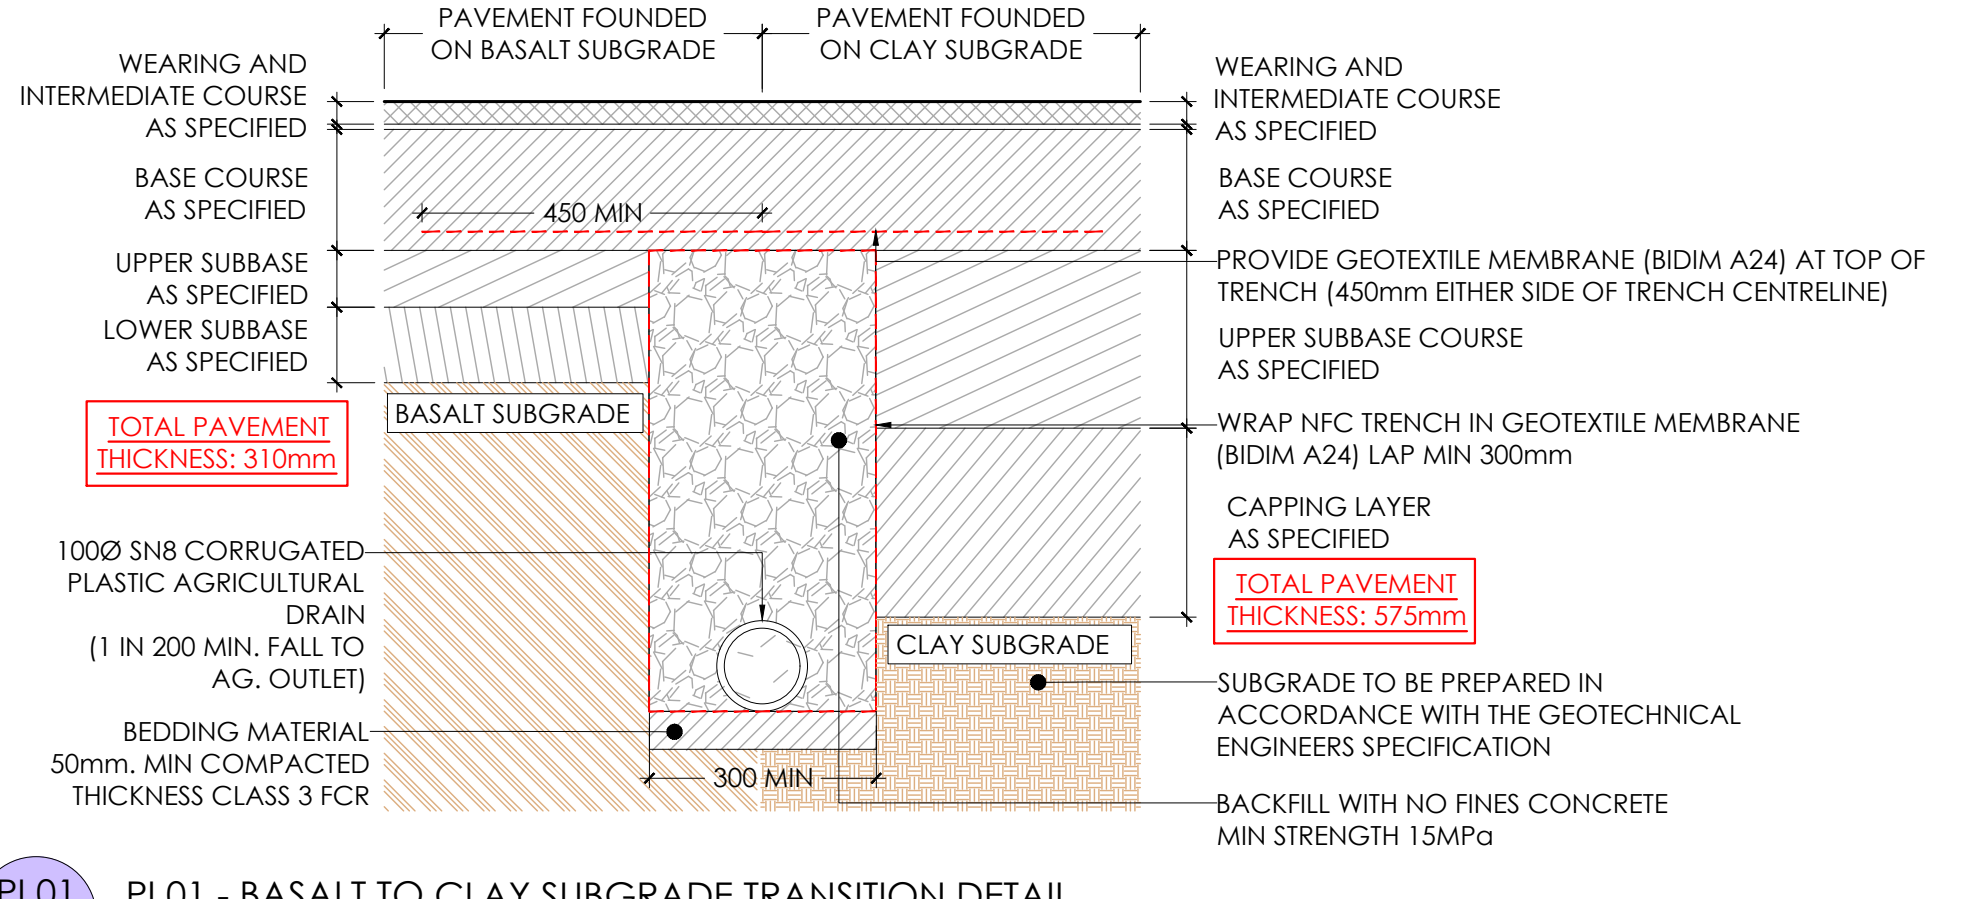 PAVEMENT FOUNDED
ON BASALT SUBGRADE
PAVEMENT FOUNDED
ON CLAY SUBGRADE
WEARING AND
INTERMEDIATE COURSE
AS SPECIFIED
BASE COURSE
AS SPECIFIED
UPPER SUBBASE
AS SPECIFIED
LOWER SUBBASE
AS SPECIFIED
TOTAL PAVEMENT
THICKNESS: 310mm
100Ø SN8 CORRUGATED
PLASTIC AGRICULTURAL
DRAIN
(1 IN 200 MIN. FALL TO
AG. OUTLET)
BEDDING MATERIAL
50mm. MIN COMPACTED
THICKNESS CLASS 3 FCR
450 MIN
BASALT SUBGRADE
CLAY SUBGRADE
300 MIN
WEARING AND
INTERMEDIATE COURSE
AS SPECIFIED
BASE COURSE
AS SPECIFIED
PROVIDE GEOTEXTILE MEMBRANE (BIDIM A24) AT TOP OF
TRENCH (450mm EITHER SIDE OF TRENCH CENTRELINE)
UPPER SUBBASE COURSE
AS SPECIFIED
WRAP NFC TRENCH IN GEOTEXTILE MEMBRANE
(BIDIM A24) LAP MIN 300mm
CAPPING LAYER
AS SPECIFIED
TOTAL PAVEMENT
THICKNESS: 575mm
SUBGRADE TO BE PREPARED IN
ACCORDANCE WITH THE GEOTECHNICAL
ENGINEERS SPECIFICATION
BACKFILL WITH NO FINES CONCRETE
MIN STRENGTH 15MPa
PL01
PL01 - BASALT TO CLAY SUBGRADE TRANSITION DETAIL